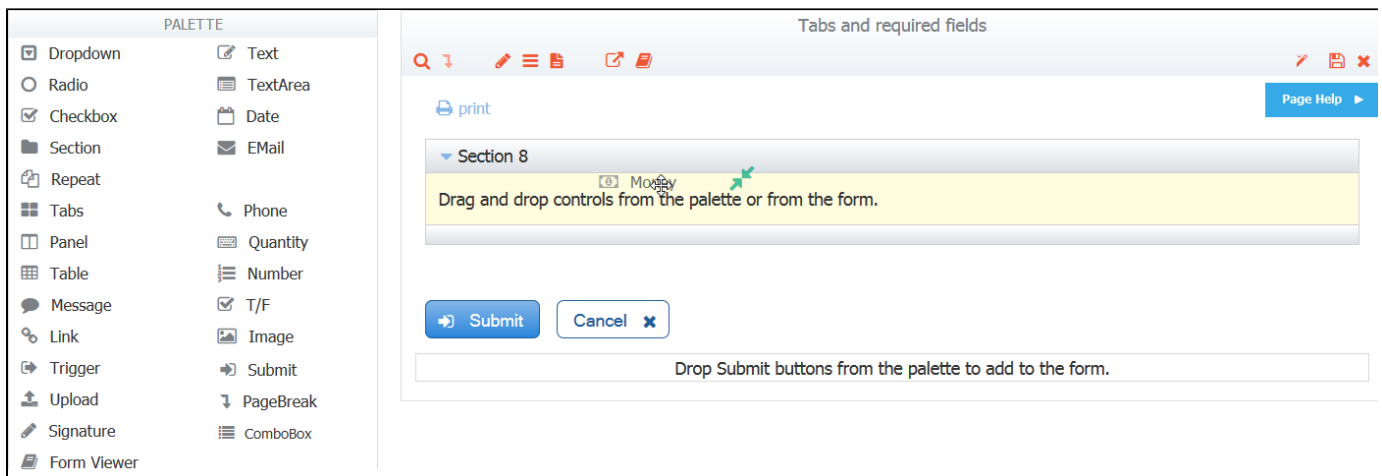 PALETTE
Dropdown
Text
Radio
TextArea
Checkbox
Date
Section
EMail
Repeat
Tabs
Phone
Panel
Quantity
Table
Number
Message
T/F
Link
Image
Trigger
Submit
Upload
PageBreak
Signature
ComboBox
Form Viewer
Tabs and required fields
print
Page Help
Section 8
Money
Drag and drop controls from the palette or from the form.
Submit
Cancel
Drop Submit buttons from the palette to add to the form.